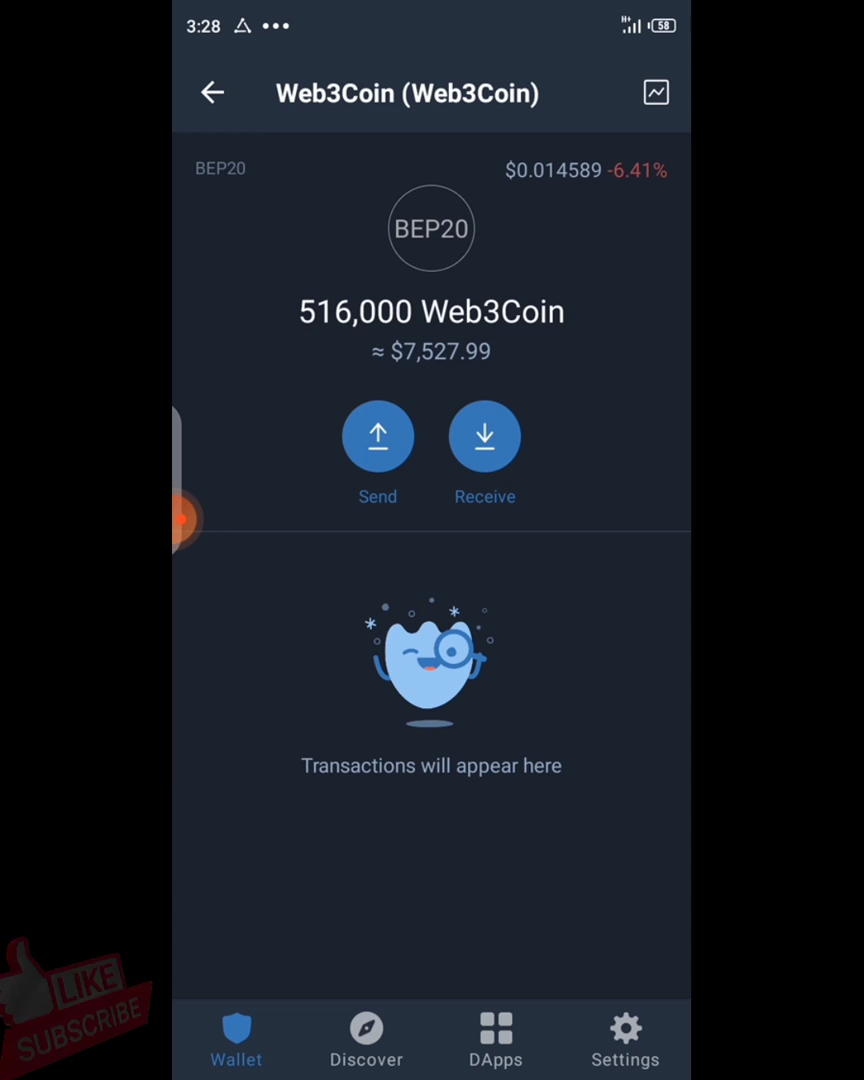 3:28 H+ 58
Web3Coin (Web3Coin)
BEP20 $0.014589 -6.41%
BEP20
516,000 Web3Coin
≈ $7,527.99
Send Receive
Transactions will appear here
LIKE
SUBSCRIBE
Wallet Discover DApps Settings